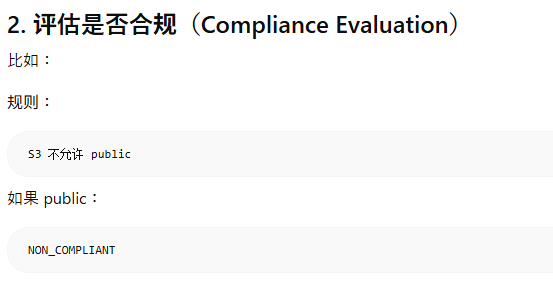 2. 评估是否合规（Compliance Evaluation）
比如：
规则：
S3 不允许 public
如果 public：
NON_COMPLIANT